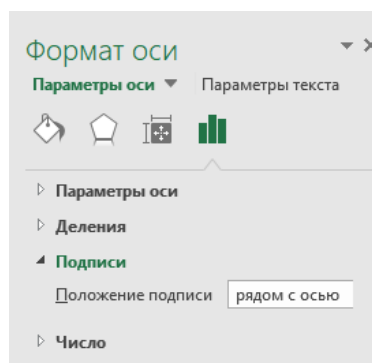 Формат оси
Параметры оси Параметры текста
Параметры оси
Деления
Подписи
Положение подписи рядом с осью
Число